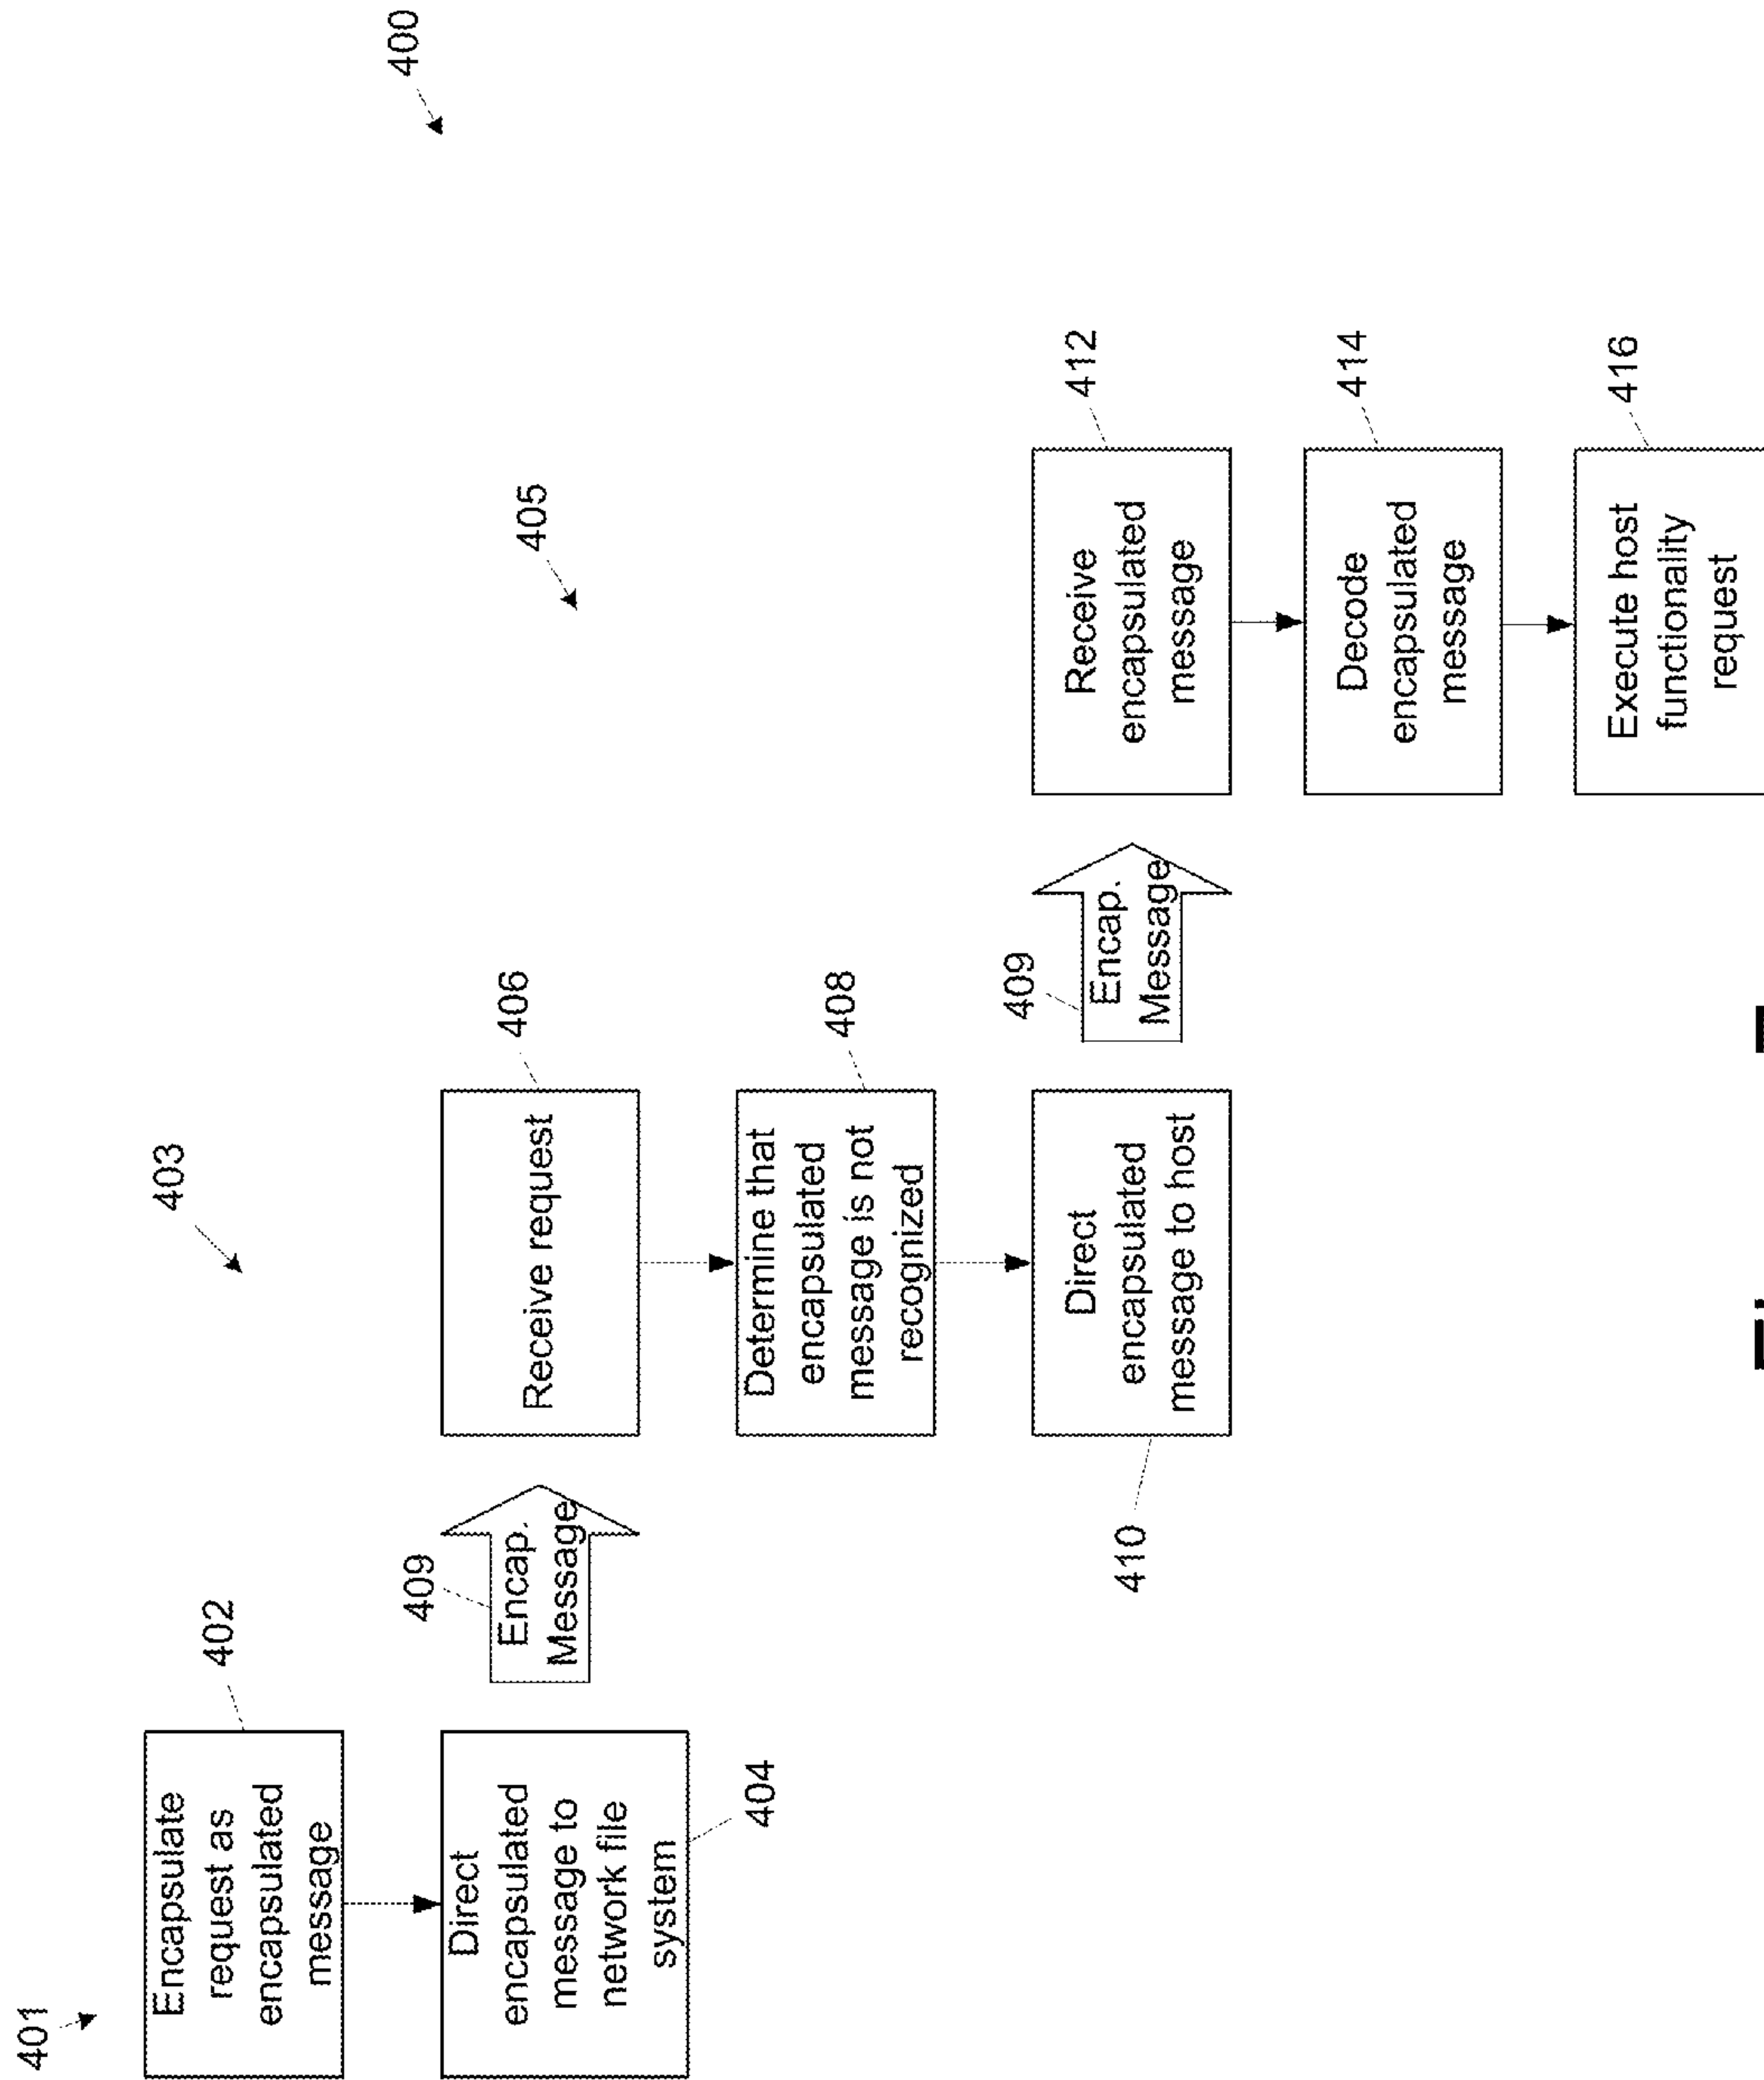 400
401
403
405
402
Encapsulate
request as
encapsulated
message
Direct
encapsulated
message to
network file
system
404
409
Encap.
Message
406
Receive request
408
Determine that
encapsulated
message is not
recognized
Direct
encapsulated
message to host
410
409
Encap.
Message
412
Receive
encapsulated
message
414
Decode
encapsulated
message
416
Execute host
functionality
request